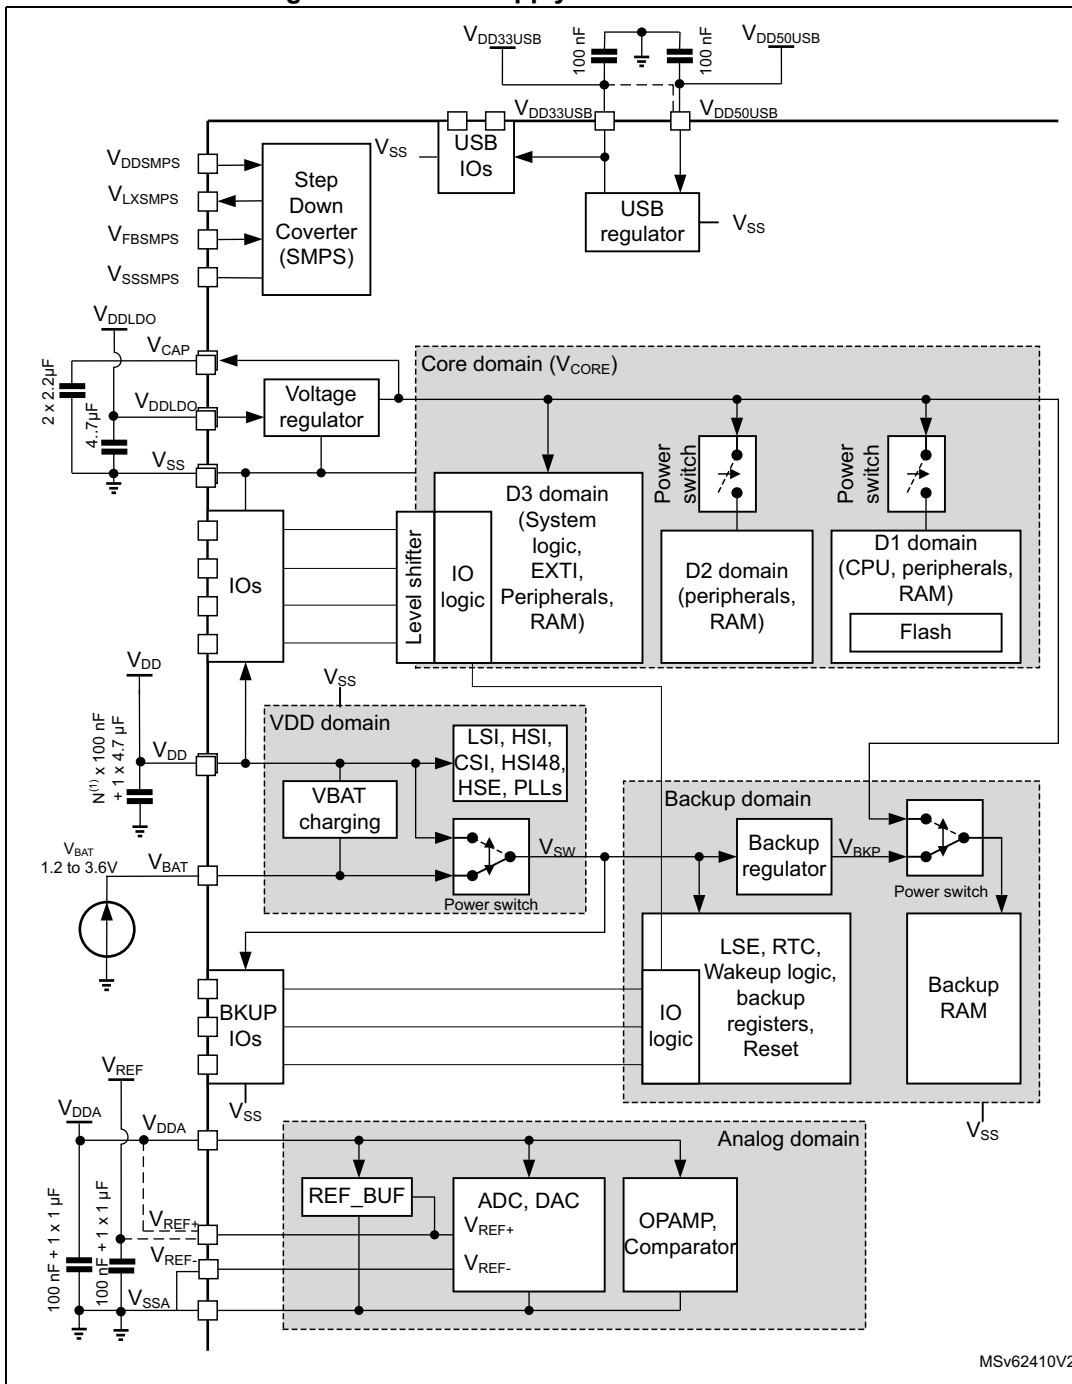 VDD33USB
100 nF
100 nF
VDD50USB
VDD33USB
VDD50USB
VSS
USB
IOs
VDDSMPS
VLXSMPS
VFBSMPS
VSSSMPS
Step
Down
Coverter
(SMPS)
USB
regulator
VSS
VDDLDO
VCAP
2 x 2.2µF
VDDLDO
4..7µF
VSS
Voltage
regulator
Core domain (VCORE)
Power
switch
Power
switch
D3 domain
(System
logic,
EXTI,
Peripherals,
RAM)
D2 domain
(peripherals,
RAM)
D1 domain
(CPU, peripherals,
RAM)
Flash
IOs
Level shifter
IO
logic
VDD
VSS
VDD domain
N(1) x 100 nF
+ 1 x 4.7 µF
VDD
LSI, HSI,
CSI, HSI48,
HSE, PLLs
VBAT
charging
Backup domain
VBAT
1.2 to 3.6V
VBAT
VSW
Power switch
Backup
regulator
VBKP
Power switch
LSE, RTC,
Wakeup logic,
backup
registers,
Reset
Backup
RAM
BKUP
IOs
IO
logic
VREF
VSS
VSS
VDDA
VDDA
Analog domain
100 nF + 1 x 1 µF
100 nF + 1 x 1 µF
REF_BUF
ADC, DAC
VREF+
VREF-
OPAMP,
Comparator
VREF+
VREF-
VSSA
MSv62410V2